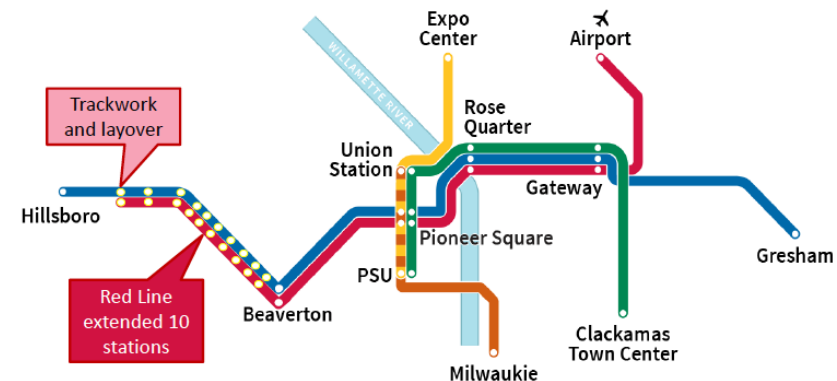 Expo
Center
Airport
WILLAMETTE RIVER
Trackwork
and layover
Rose
Quarter
Union
Station
Gateway
Hillsboro
Pioneer Square
Gresham
PSU
Red Line
extended 10
stations
Beaverton
Clackamas
Town Center
Milwaukie